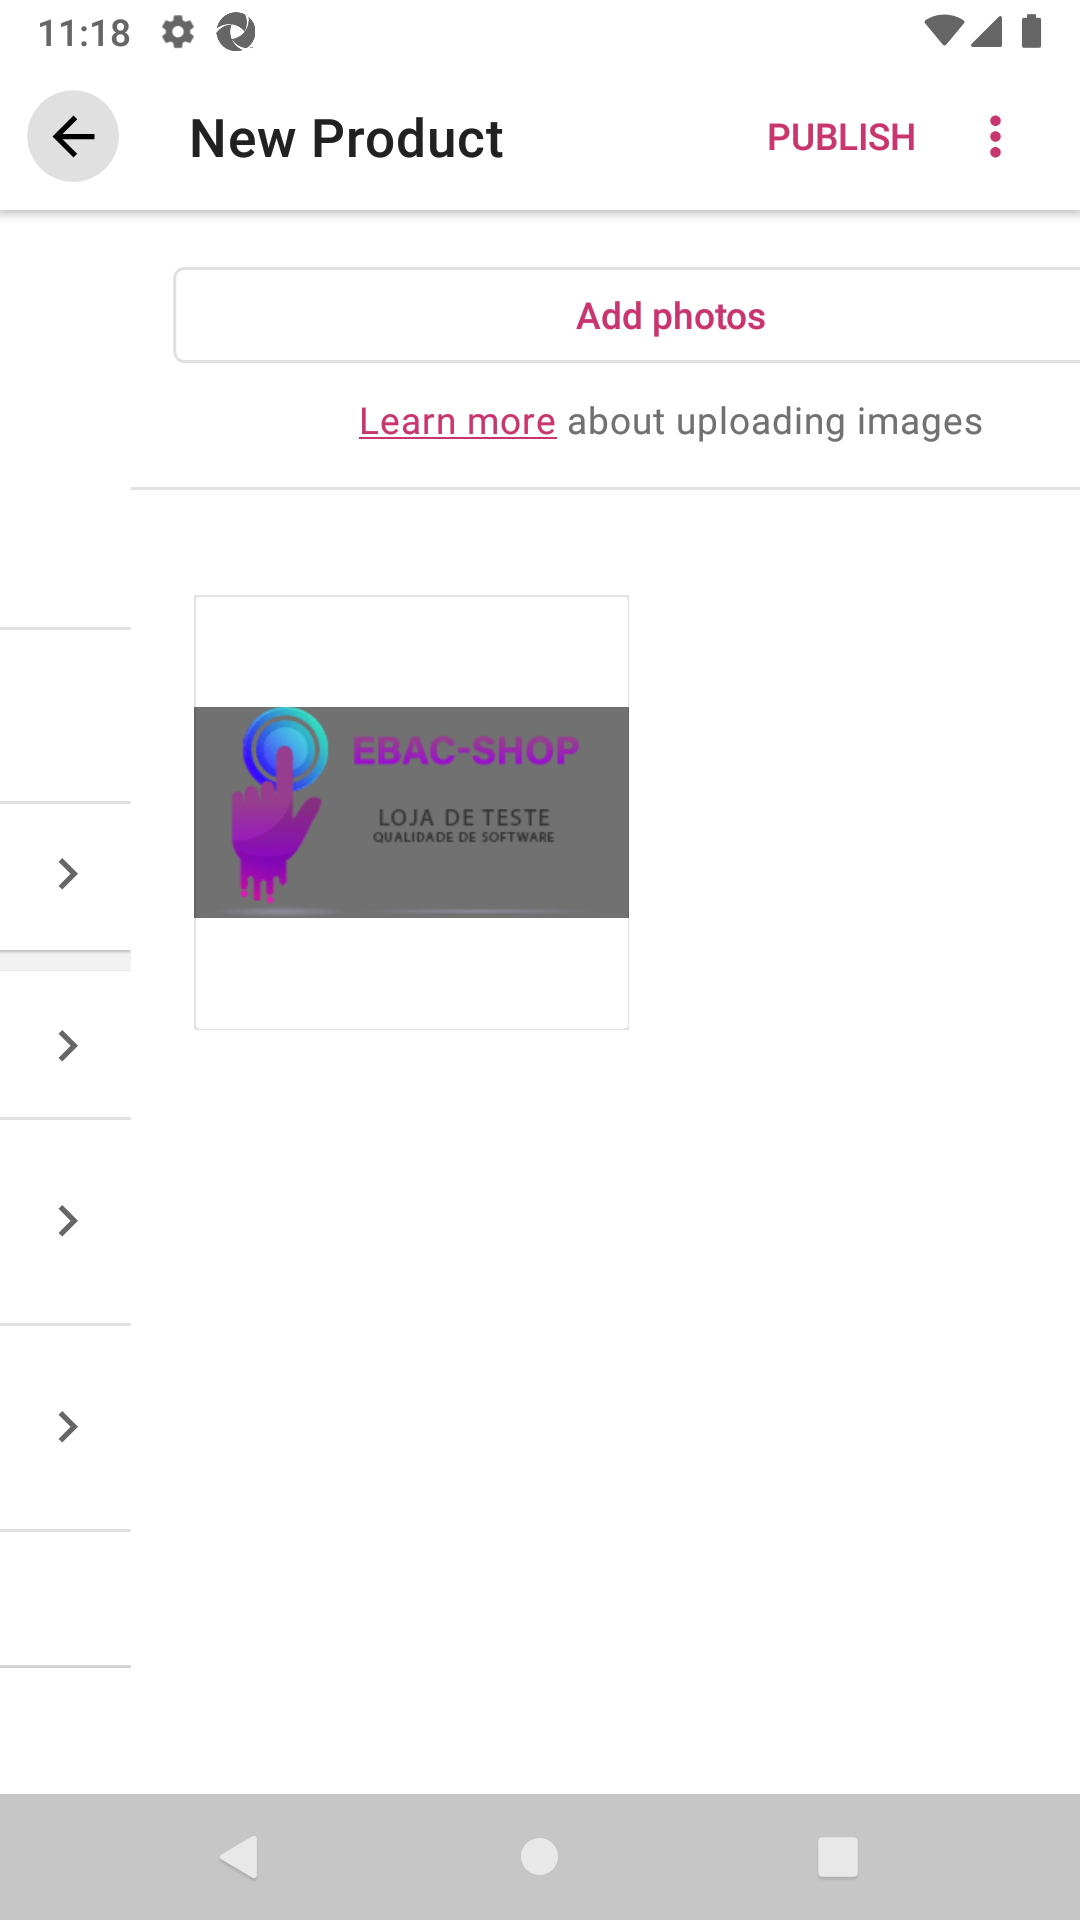 11:18
New Product
PUBLISH
Add photos
Learn more about uploading images
EBAC-SHOP
LOJA DE TESTE
QUALIDADE DE SOFTWARE